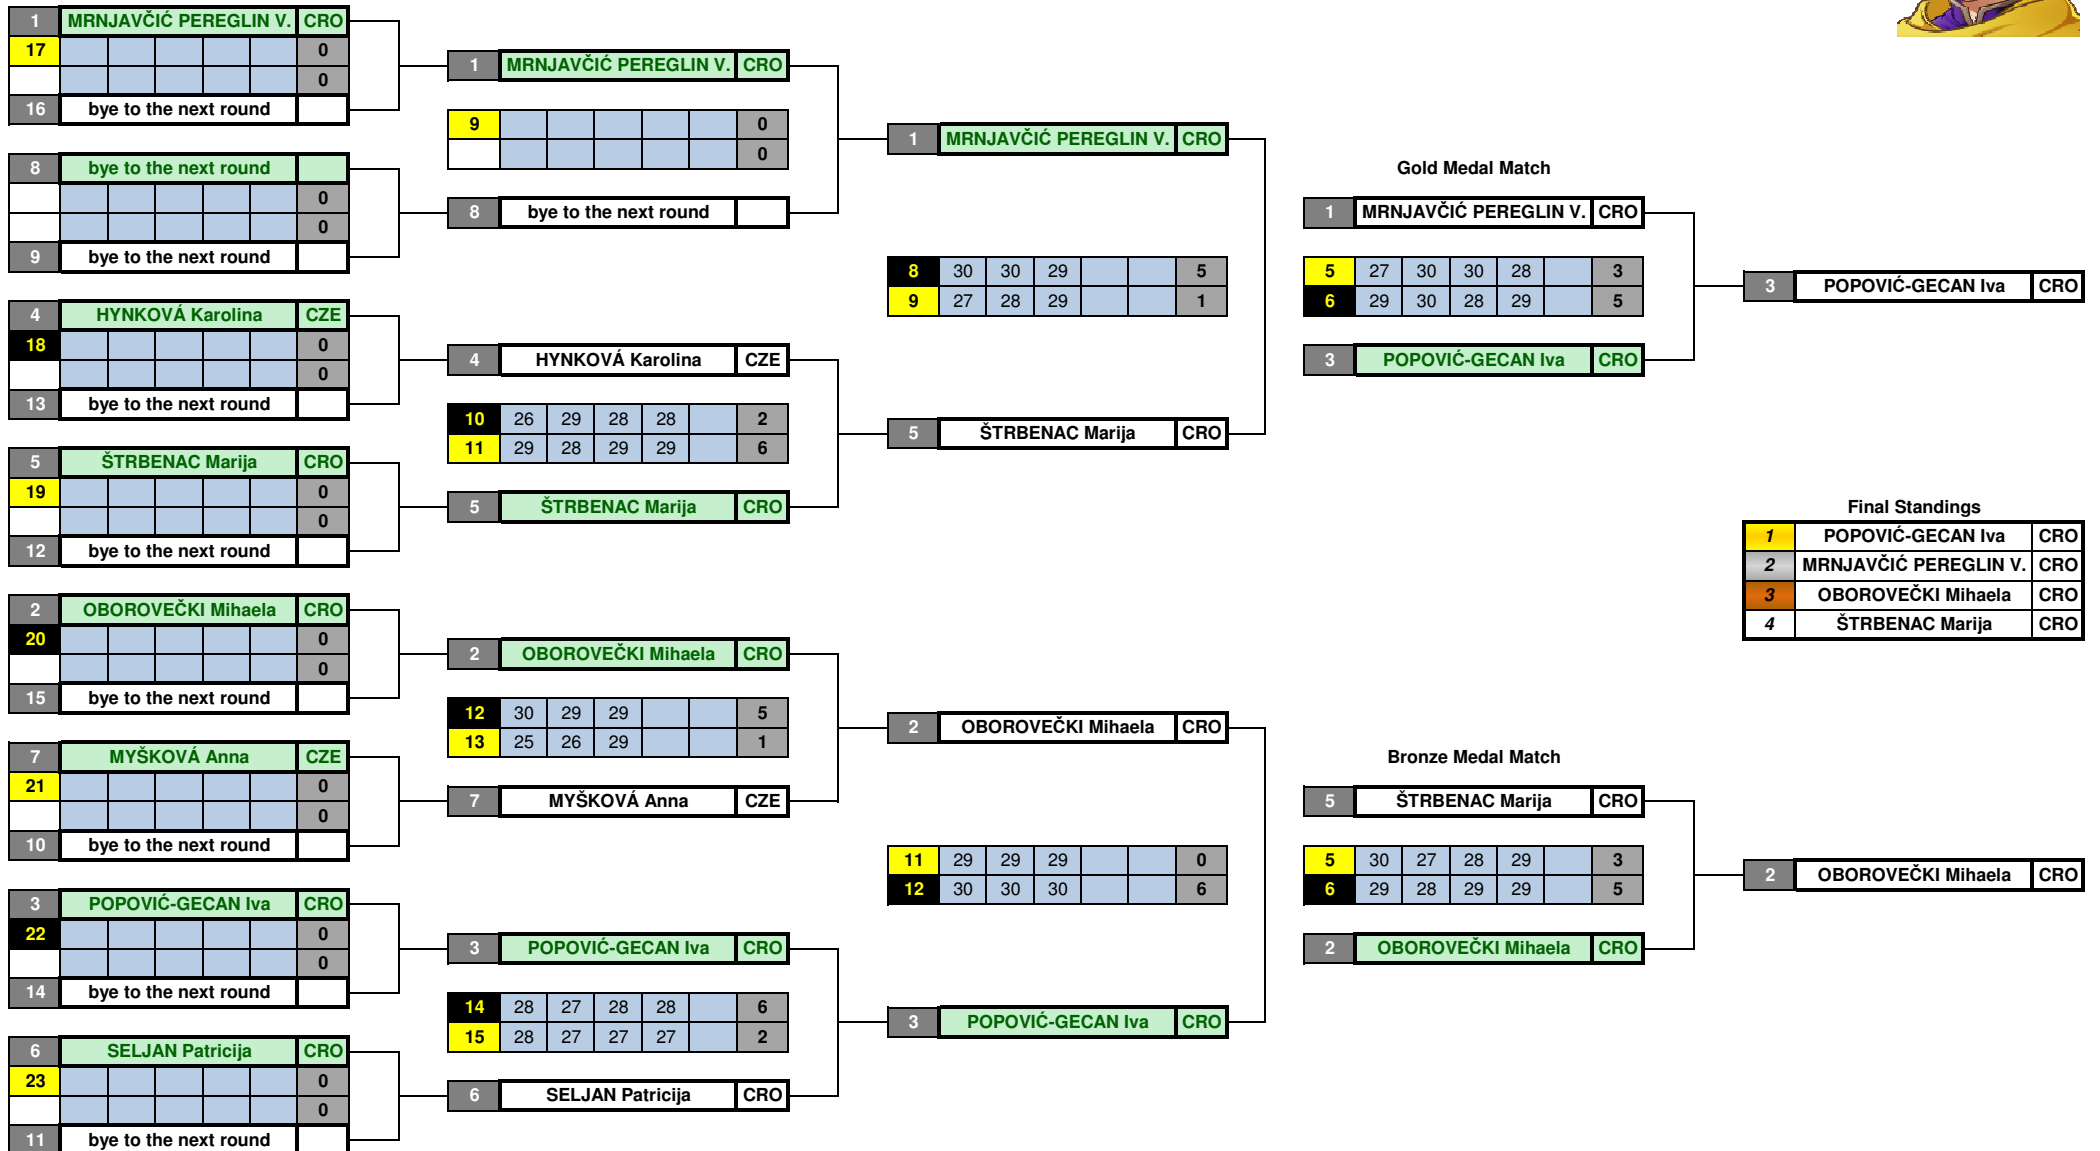 1 MRNJAVČIĆ PEREGLIN V. CRO
17 0
0
16 bye to the next round
8 bye to the next round
0
0
9 bye to the next round
4 HYNKOVÁ Karolina CZE
18 0
0
13 bye to the next round
5 ŠTRBENAC Marija CRO
19 0
0
12 bye to the next round
2 OBOROVEČKI Mihaela CRO
20 0
0
15 bye to the next round
7 MYŠKOVÁ Anna CZE
21 0
0
10 bye to the next round
3 POPOVIĆ-GECAN Iva CRO
22 0
0
14 bye to the next round
6 SELJAN Patricija CRO
23 0
0
11 bye to the next round
1 MRNJAVČIĆ PEREGLIN V. CRO
9 0
0
8 bye to the next round
4 HYNKOVÁ Karolina CZE
10 26 29 28 28 2
11 29 28 29 29 6
5 ŠTRBENAC Marija CRO
2 OBOROVEČKI Mihaela CRO
12 30 29 29 5
13 25 26 29 1
7 MYŠKOVÁ Anna CZE
3 POPOVIĆ-GECAN Iva CRO
14 28 27 28 28 6
15 28 27 27 27 2
6 SELJAN Patricija CRO
1 MRNJAVČIĆ PEREGLIN V. CRO
8 30 30 29 5
9 27 28 29 1
5 ŠTRBENAC Marija CRO
2 OBOROVEČKI Mihaela CRO
11 29 29 29 0
12 30 30 30 6
3 POPOVIĆ-GECAN Iva CRO
Gold Medal Match
1 MRNJAVČIĆ PEREGLIN V. CRO
5 27 30 30 28 3
6 29 30 28 29 5
3 POPOVIĆ-GECAN Iva CRO
Bronze Medal Match
5 ŠTRBENAC Marija CRO
5 30 27 28 29 3
6 29 28 29 29 5
2 OBOROVEČKI Mihaela CRO
3 POPOVIĆ-GECAN Iva CRO
Final Standings
1 POPOVIĆ-GECAN Iva CRO
2 MRNJAVČIĆ PEREGLIN V. CRO
3 OBOROVEČKI Mihaela CRO
4 ŠTRBENAC Marija CRO
2 OBOROVEČKI Mihaela CRO